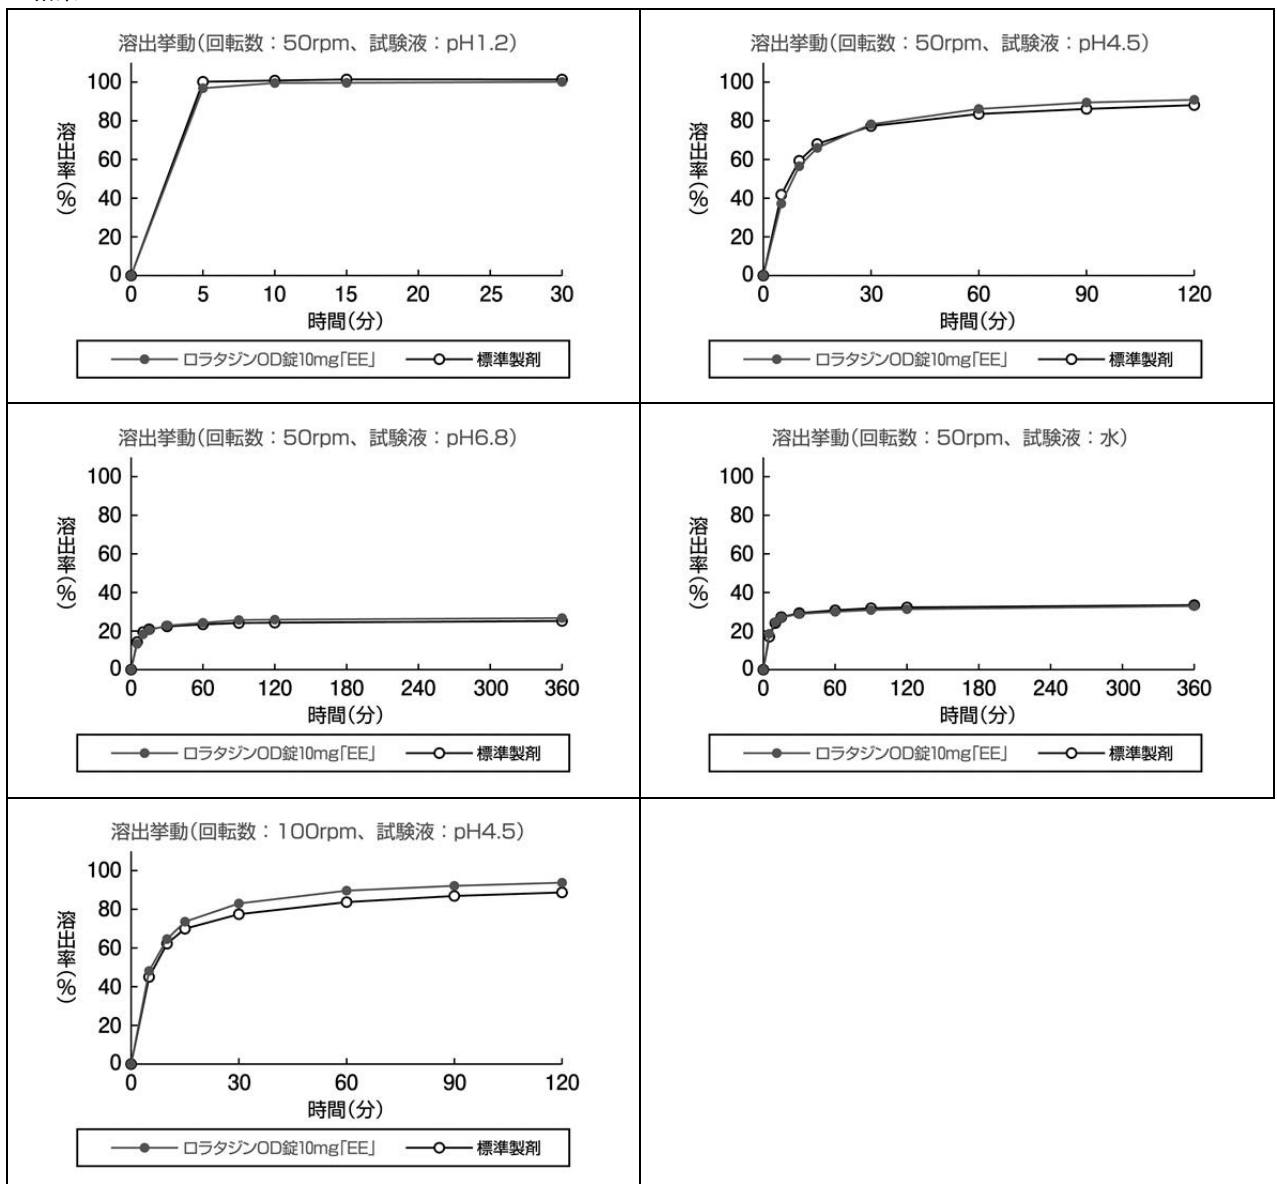 溶出挙動(回転数：50rpm、試験液：pH1.2)
100
80
60
40
20
0
溶出率(%)
0 5 10 15 20 25 30
時間(分)
ロラタジンOD錠10mg「EE」 標準製剤
溶出挙動(回転数：50rpm、試験液：pH4.5)
100
80
60
40
20
0
溶出率(%)
0 30 60 90 120
時間(分)
ロラタジンOD錠10mg「EE」 標準製剤
溶出挙動(回転数：50rpm、試験液：pH6.8)
100
80
60
40
20
0
溶出率(%)
0 60 120 180 240 300 360
時間(分)
ロラタジンOD錠10mg「EE」 標準製剤
溶出挙動(回転数：50rpm、試験液：水)
100
80
60
40
20
0
溶出率(%)
0 60 120 180 240 300 360
時間(分)
ロラタジンOD錠10mg「EE」 標準製剤
溶出挙動(回転数：100rpm、試験液：pH4.5)
100
80
60
40
20
0
溶出率(%)
0 30 60 90 120
時間(分)
ロラタジンOD錠10mg「EE」 標準製剤